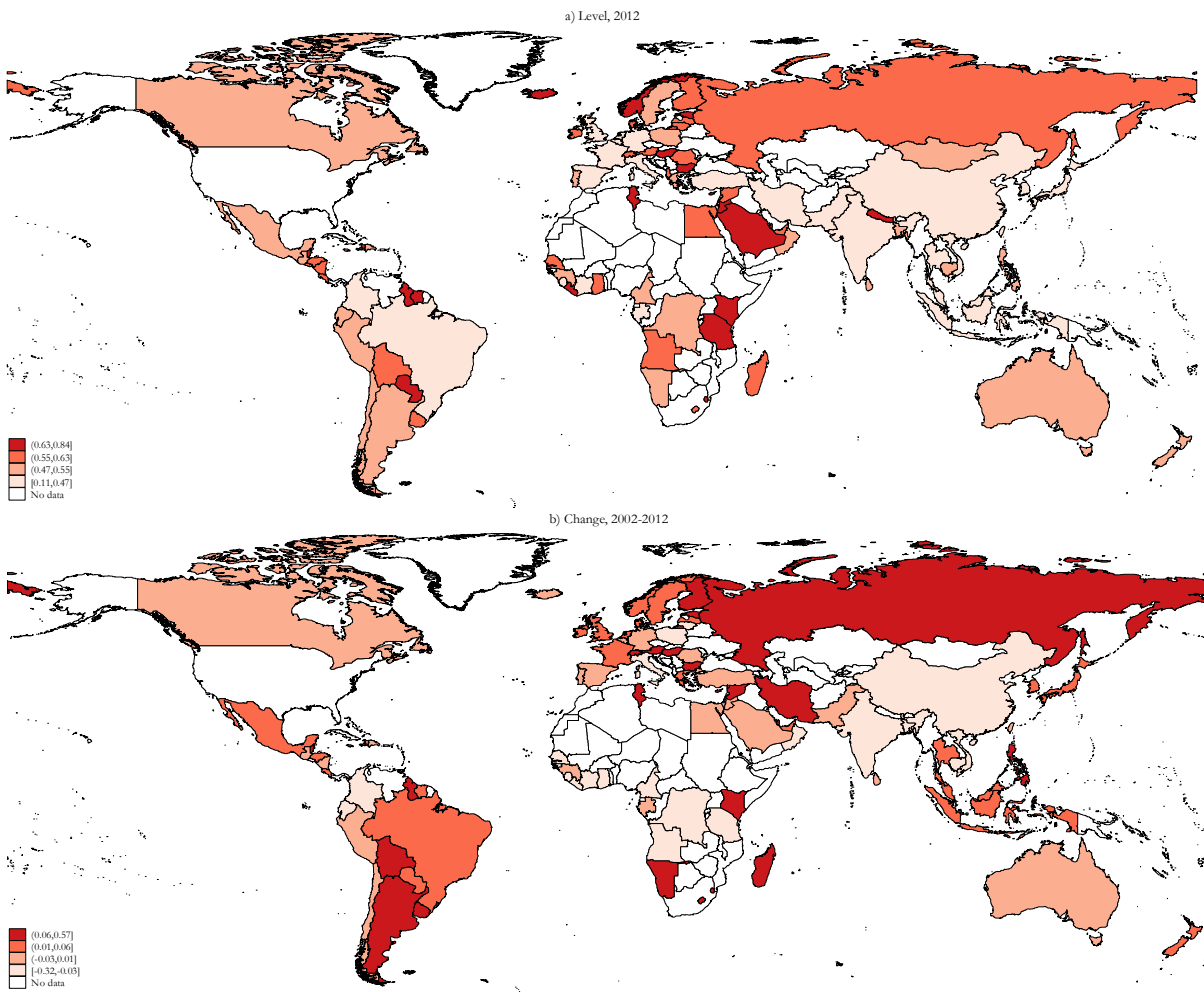 a) Level, 2012
(0.63,0.84]
(0.55,0.63]
(0.47,0.55]
[0.11,0.47]
No data
b) Change, 2002-2012
(0.06,0.57]
(0.01,0.06]
(-0.03,0.01]
[-0.32,-0.03]
No data